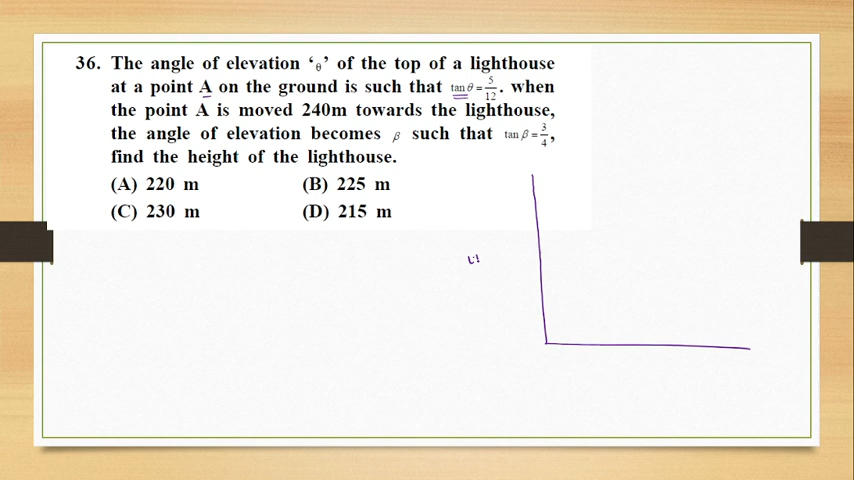 36. The angle of elevation ‘θ’ of the top of a lighthouse
at a point A on the ground is such that tan θ = 5/12. when
the point A is moved 240m towards the lighthouse,
the angle of elevation becomes β such that tan β = 3/4,
find the height of the lighthouse.
(A) 220 m (B) 225 m
(C) 230 m (D) 215 m